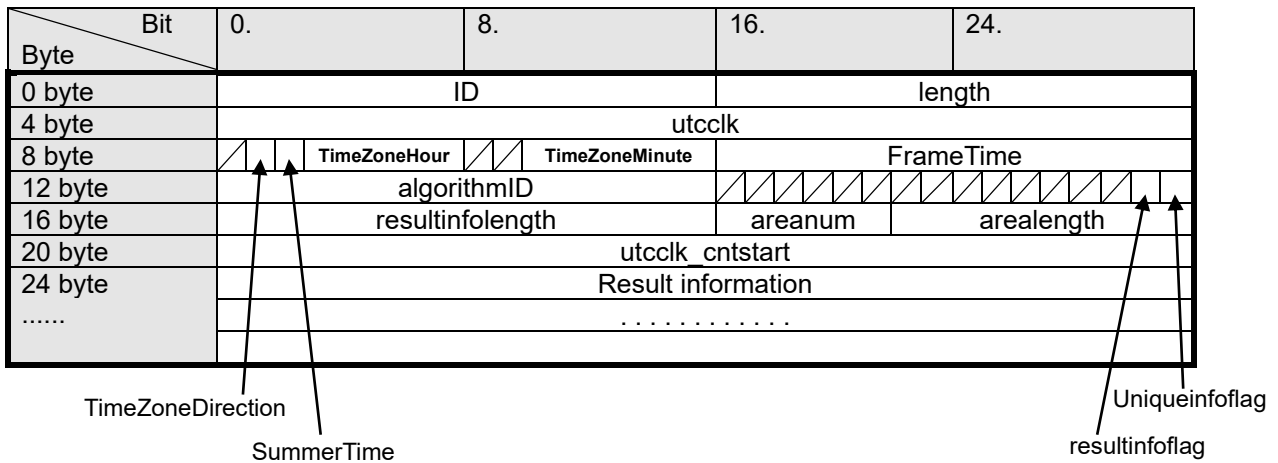 Bit 0. 8. 16. 24.
Byte
0 byte ID length
4 byte utcclk
8 byte TimeZoneHour TimeZoneMinute FrameTime
12 byte algorithmID
16 byte resultinfolength areanum arealength
20 byte utcclk_cntstart
24 byte Result information
...... . . . . . . . . . . . .
TimeZoneDirection Uniqueinfoflag
SummerTime resultinfoflag